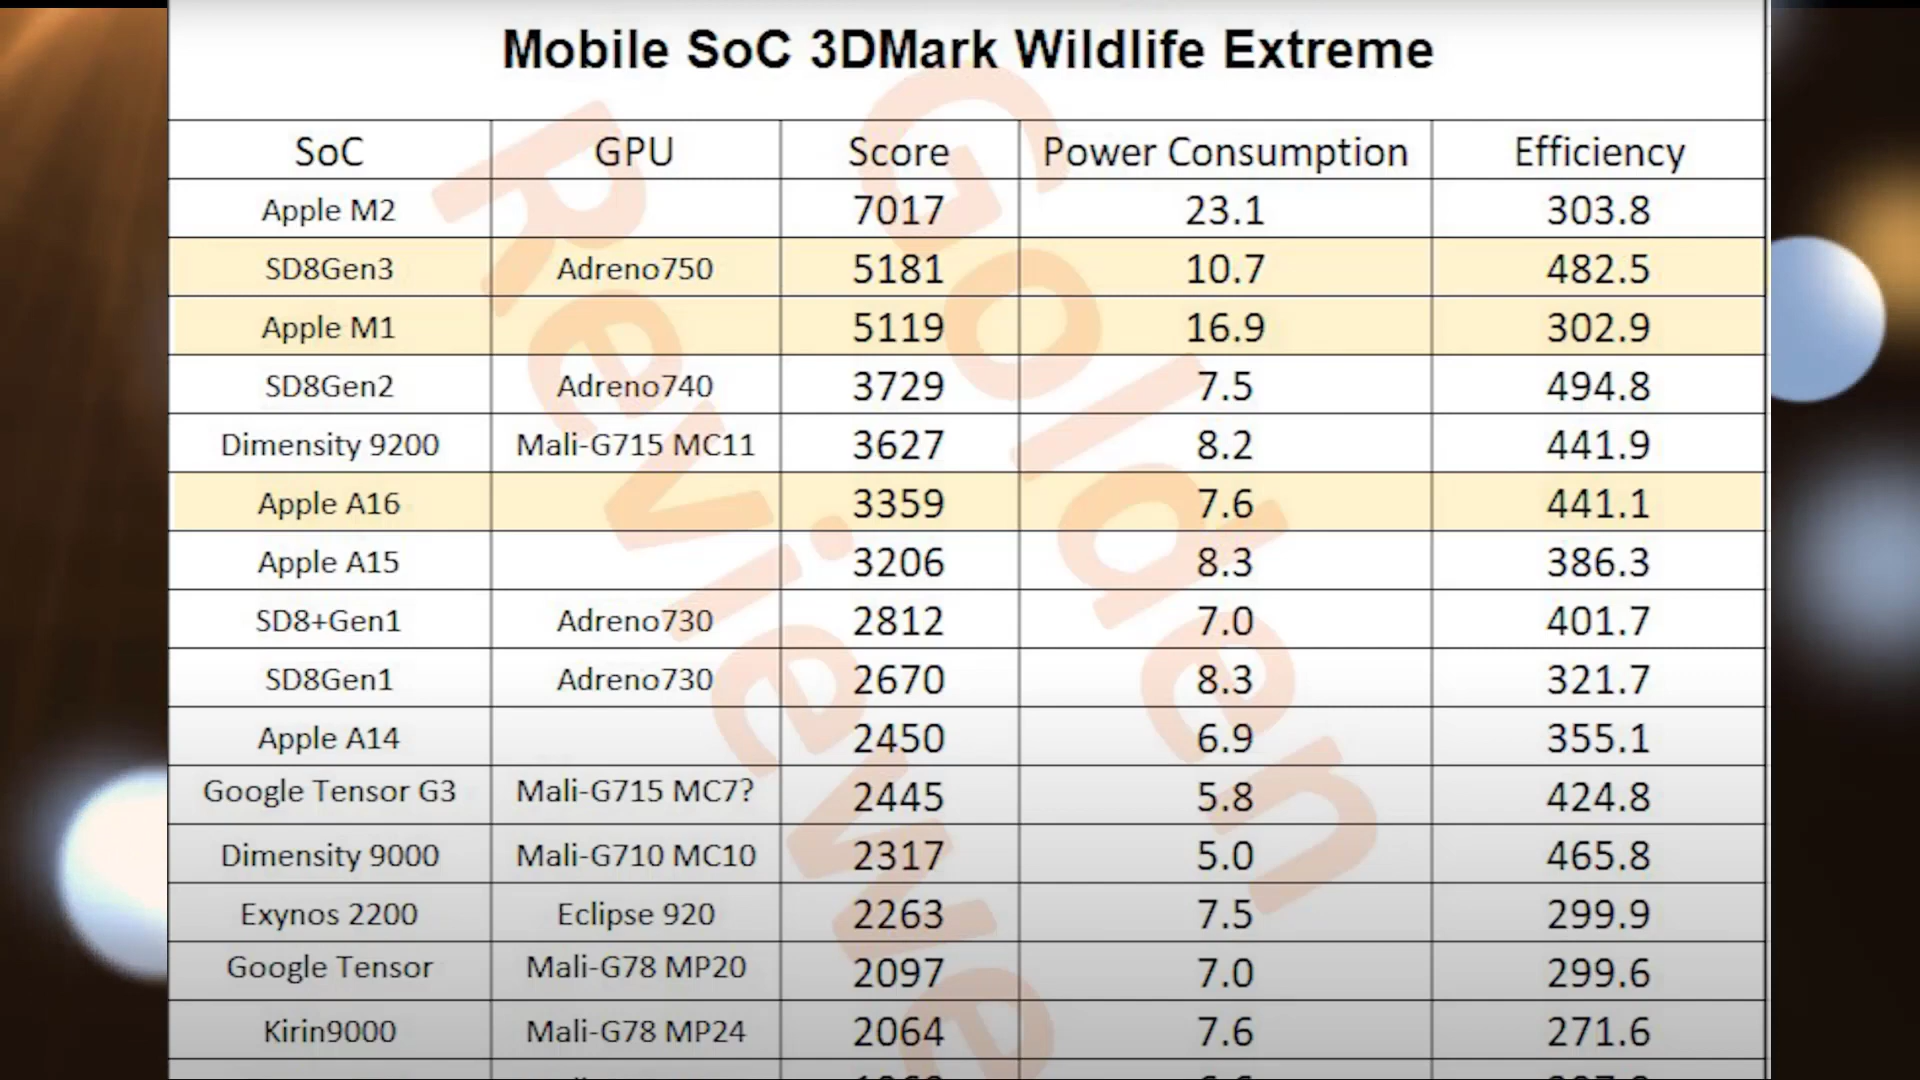 Mobile SoC 3DMark Wildlife Extreme
SoC GPU Score Power Consumption Efficiency
Apple M2 7017 23.1 303.8
SD8Gen3 Adreno750 5181 10.7 482.5
Apple M1 5119 16.9 302.9
SD8Gen2 Adreno740 3729 7.5 494.8
Dimensity 9200 Mali-G715 MC11 3627 8.2 441.9
Apple A16 3359 7.6 441.1
Apple A15 3206 8.3 386.3
SD8+Gen1 Adreno730 2812 7.0 401.7
SD8Gen1 Adreno730 2670 8.3 321.7
Apple A14 2450 6.9 355.1
Google Tensor G3 Mali-G715 MC7? 2445 5.8 424.8
Dimensity 9000 Mali-G710 MC10 2317 5.0 465.8
Exynos 2200 Eclipse 920 2263 7.5 299.9
Google Tensor Mali-G78 MP20 2097 7.0 299.6
Kirin9000 Mali-G78 MP24 2064 7.6 271.6
Golden
Reviewe